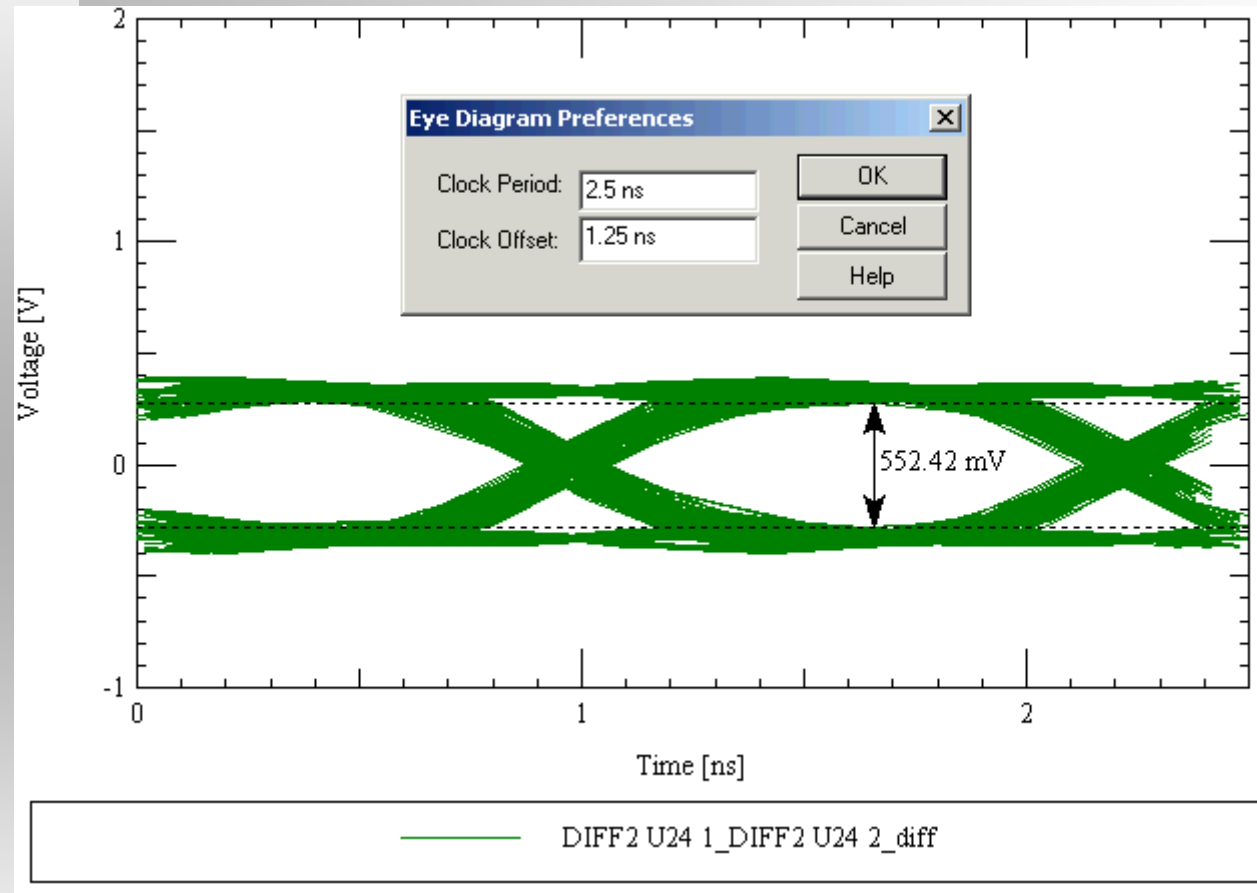 2
Eye Diagram Preferences
Clock Period: 2.5 ns OK
Clock Offset: 1.25 ns Cancel
Help
1
Voltage [V]
0
552.42 mV
-1
0 1 2
Time [ns]
DIFF2 U24 1_DIFF2 U24 2_diff